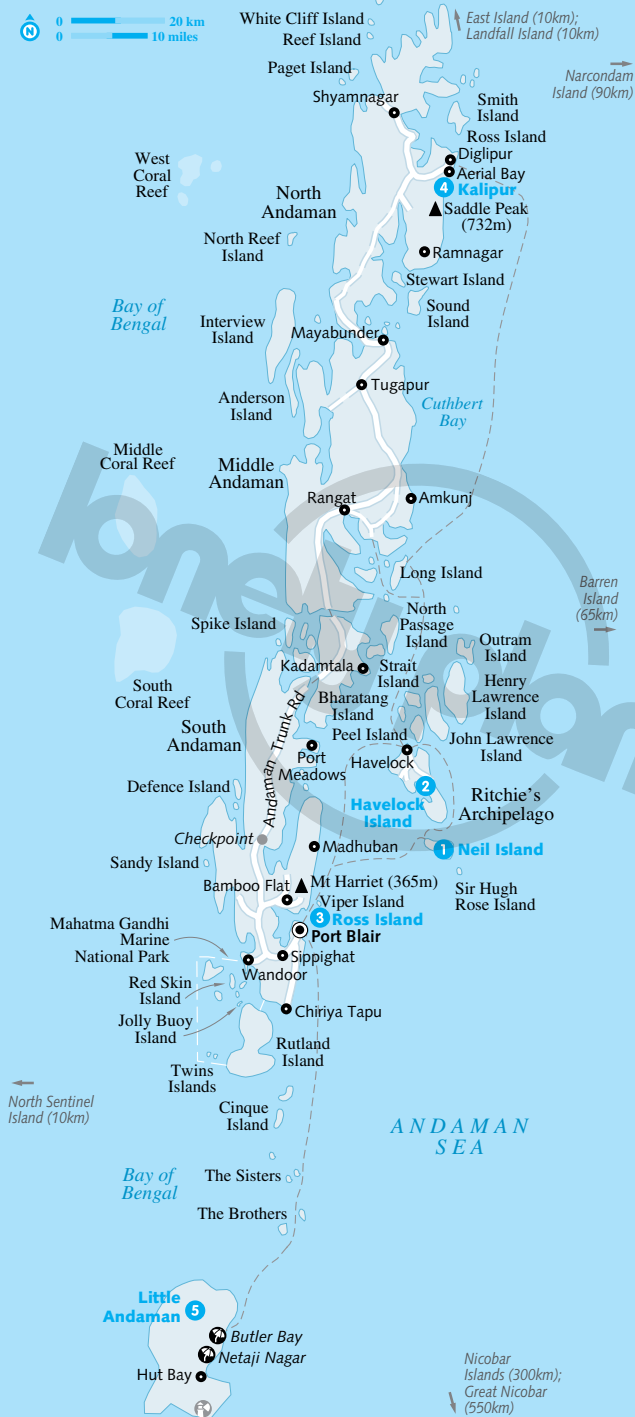 N
0 20 km
0 10 miles
White Cliff Island
Reef Island
East Island (10km);
Landfall Island (10km)
Paget Island
Narcondam
Island (90km)
Shyamnagar
Smith
Island
Ross Island
Diglipur
Aerial Bay
4 Kalipur
West
Coral
Reef
North
Andaman
Saddle Peak
(732m)
North Reef
Island
Ramnagar
Stewart Island
Sound
Island
Bay of
Bengal
Interview
Island
Mayabunder
Tugapur
Anderson
Island
Cuthbert
Bay
Middle
Coral Reef
Middle
Andaman
Rangat
Amkunj
lonely plan
Long Island
Barren
Island
(65km)
Spike Island
North
Passage
Island
Outram
Island
Kadamtala
Strait
Island
Henry
Lawrence
Island
South
Coral Reef
Bharatang
Island
South
Andaman
Andaman Trunk Rd
Peel Island
John Lawrence
Island
Port
Meadows
Havelock
2
Havelock
Island
Ritchie's
Archipelago
Defence Island
Checkpoint
Madhuban
1 Neil Island
Sandy Island
Bamboo Flat
Mt Harriet (365m)
Sir Hugh
Rose Island
Viper Island
3 Ross Island
Port Blair
Mahatma Gandhi
Marine
National Park
Sippighat
Wandoor
Red Skin
Island
Jolly Buoy
Island
Chiriya Tapu
Rutland
Island
Twins
Islands
North Sentinel
Island (10km)
Cinque
Island
ANDAMAN
SEA
Bay of
Bengal
The Sisters
The Brothers
Little
Andaman
5
Butler Bay
Netaji Nagar
Hut Bay
Nicobar
Islands (300km);
Great Nicobar
(550km)